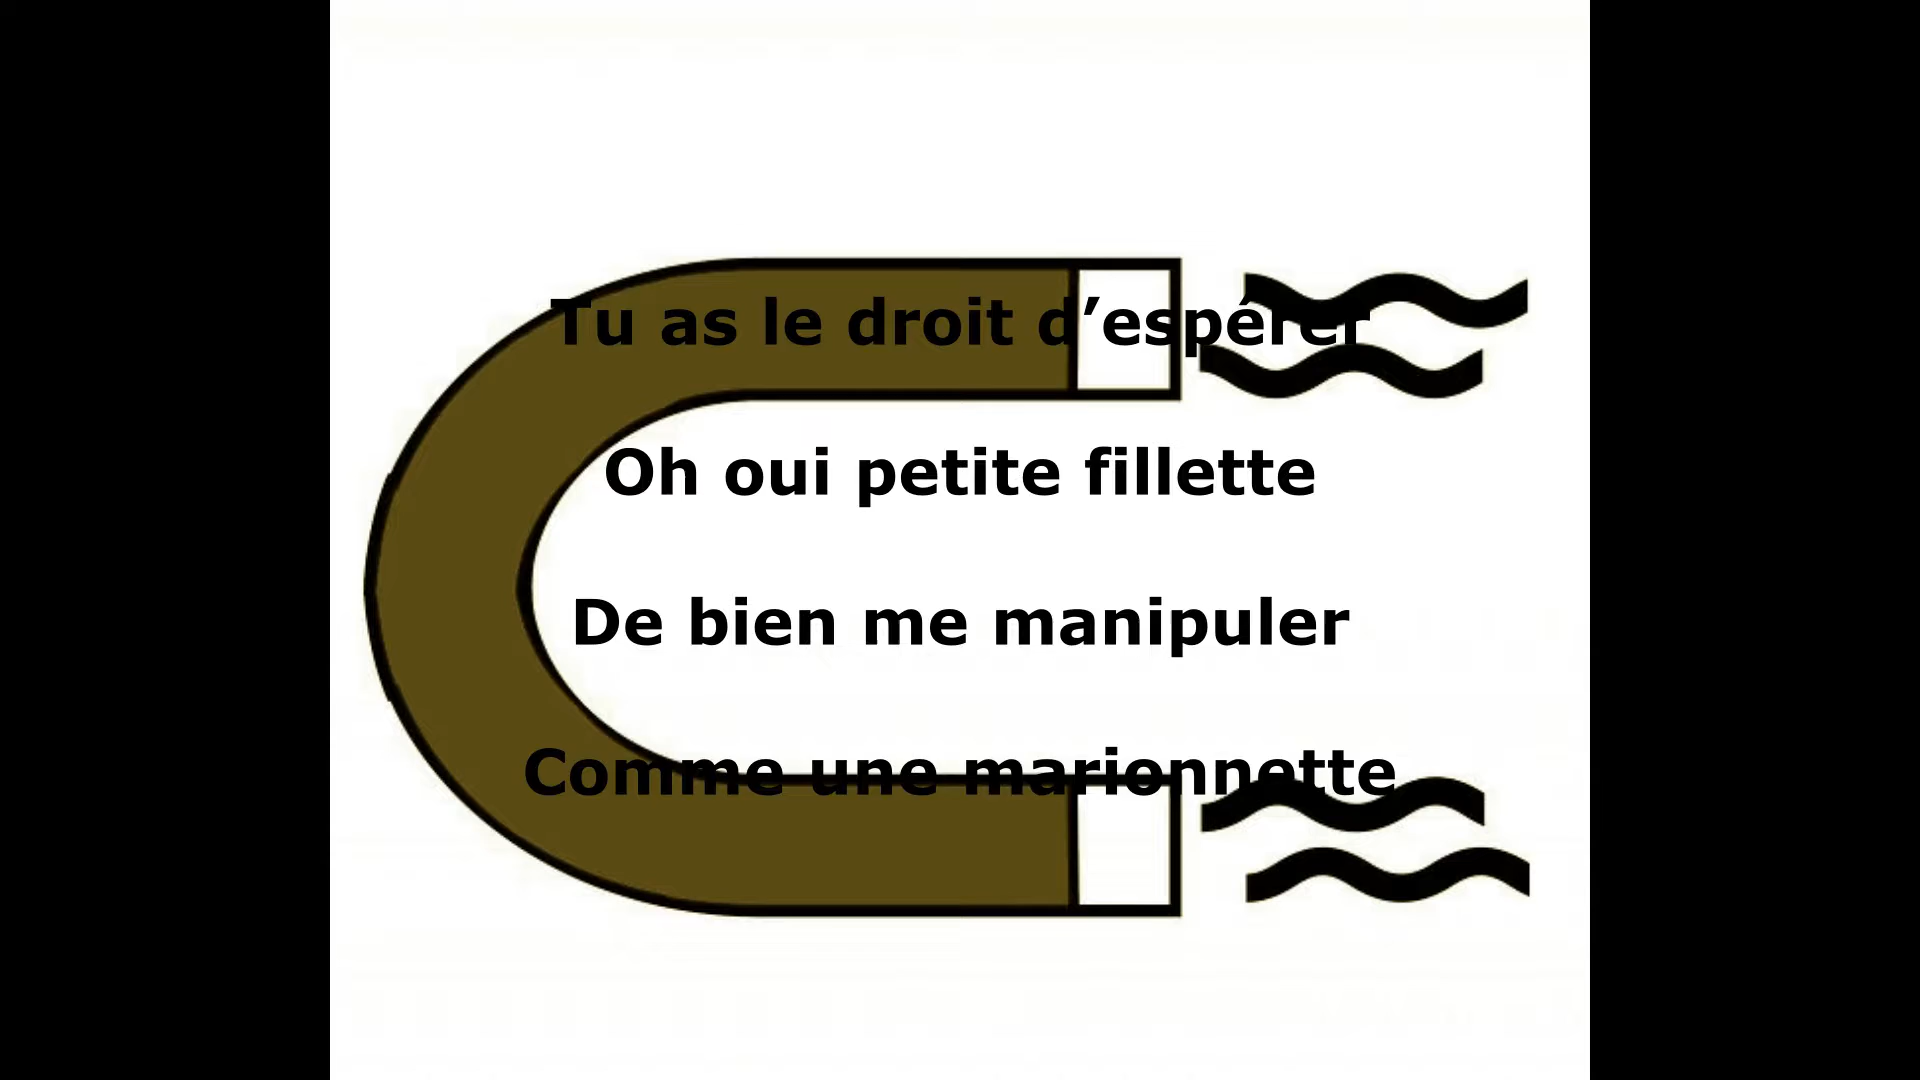 Tu as le droit d’espérer
Oh oui petite fillette
De bien me manipuler
Comme une marionnette